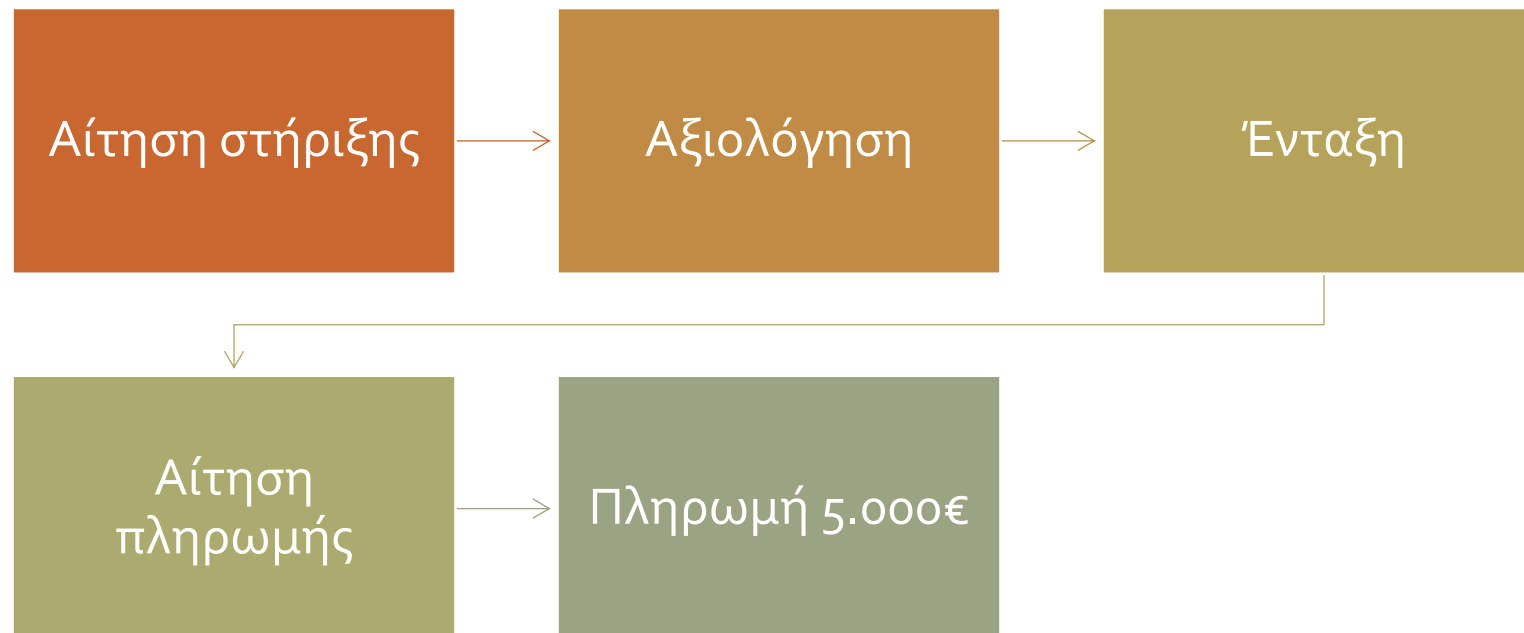 Αίτηση στήριξης
Αξιολόγηση
Ένταξη
Αίτηση
πληρωμής
Πληρωμή 5.000€